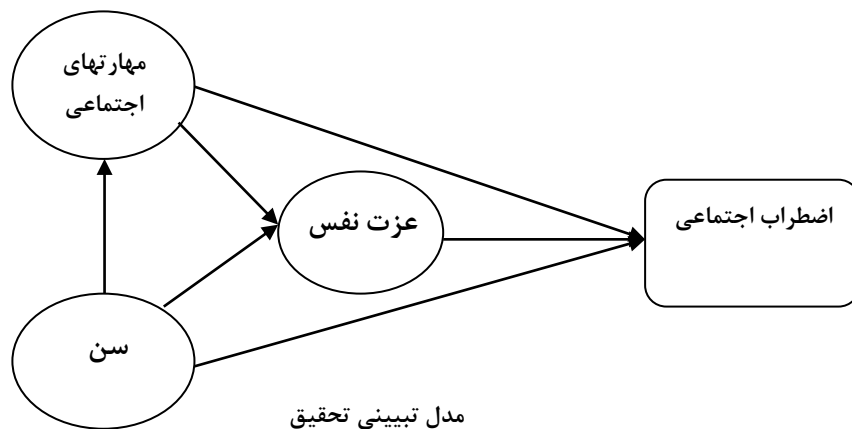 مهارتهای
اجتماعی
عزت نفس
اضطراب اجتماعی
سن
مدل تبیینی تحقیق